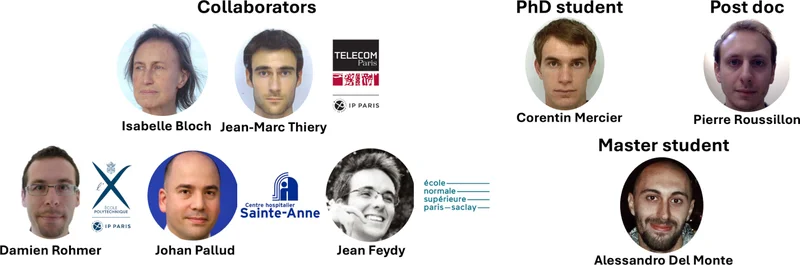 Collaborators
PhD student
Post doc
TELECOM
Paris
IP PARIS
Isabelle Bloch
Jean-Marc Thiery
Corentin Mercier
Pierre Roussillon
Master student
ÉCOLE
POLYTECHNIQUE
IP PARIS
Centre hospitalier
Sainte-Anne
école
normale
supérieure
paris-saclay
Damien Rohmer
Johan Pallud
Jean Feydy
Alessandro Del Monte